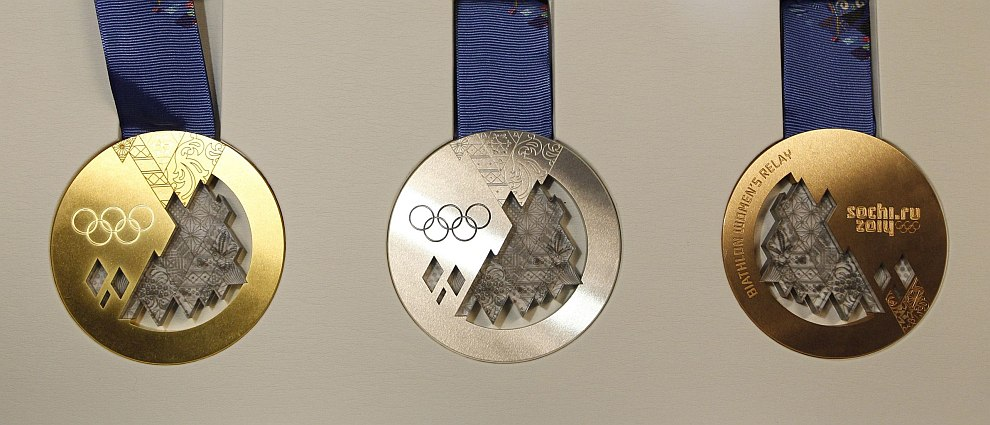 BIATHLON WOMEN'S RELAY
sochi.ru
2014